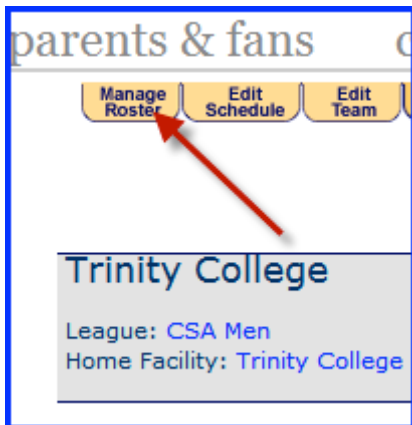 parents & fans c
Manage Edit Edit
Roster Schedule Team
Trinity College
League: CSA Men
Home Facility: Trinity College